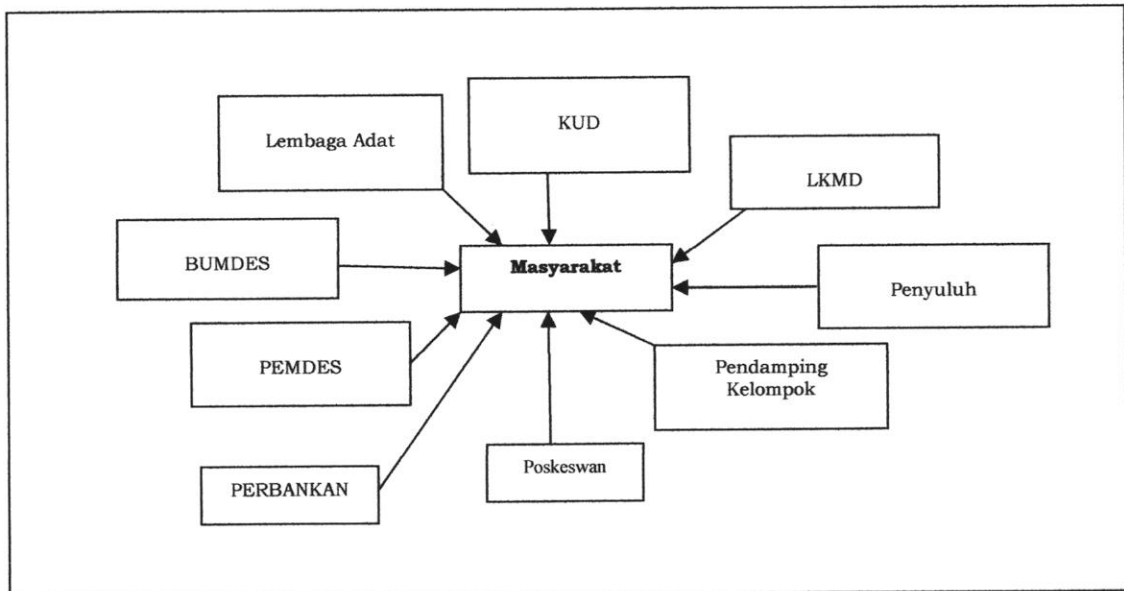 KUD
Lembaga Adat
LKMD
BUMDES
Masyarakat
Penyuluh
PEMDES
Pendamping
Kelompok
Poskeswan
PERBANKAN